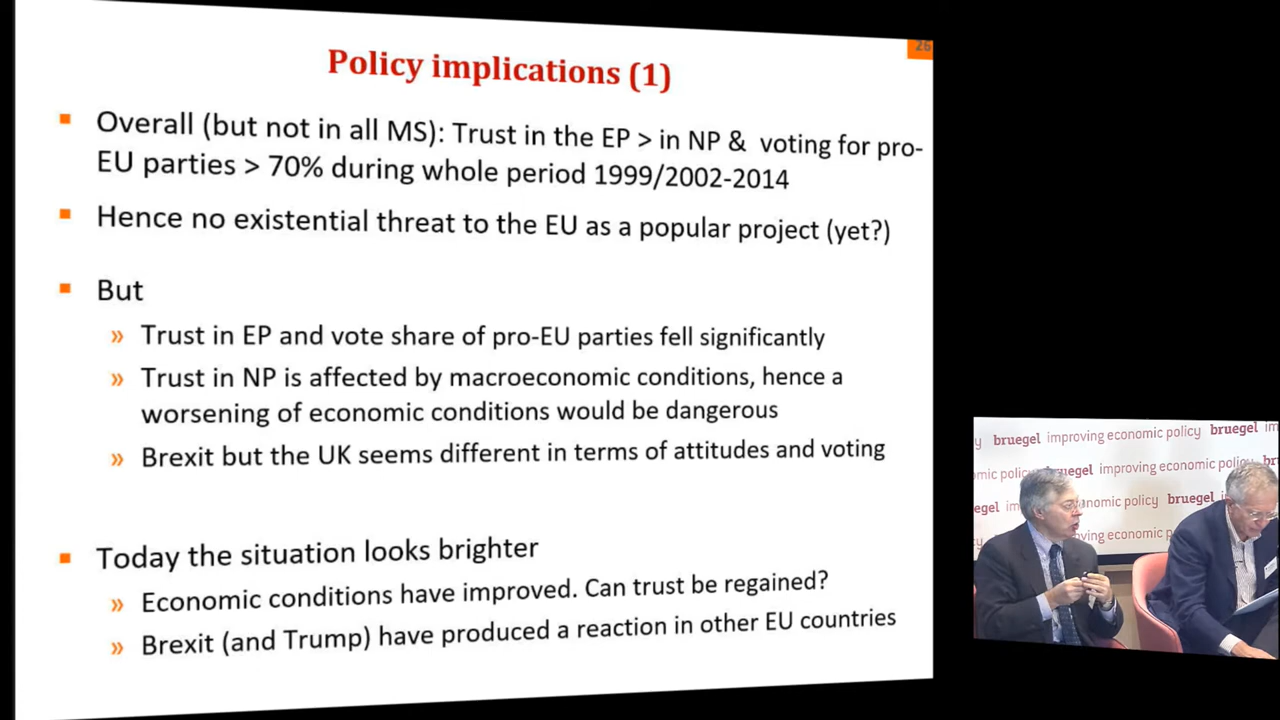 26
Policy implications (1)
Overall (but not in all MS): Trust in the EP > in NP & voting for pro-
EU parties > 70% during whole period 1999/2002-2014
Hence no existential threat to the EU as a popular project (yet?)
But
» Trust in EP and vote share of pro-EU parties fell significantly
» Trust in NP is affected by macroeconomic conditions, hence a
worsening of economic conditions would be dangerous
» Brexit but the UK seems different in terms of attitudes and voting
Today the situation looks brighter
» Economic conditions have improved. Can trust be regained?
» Brexit (and Trump) have produced a reaction in other EU countries
y bruegel improving economic policy bruegel im
mic policy bruegel improving economic policy br
egel im onomic policy bruegel i
oving economic p